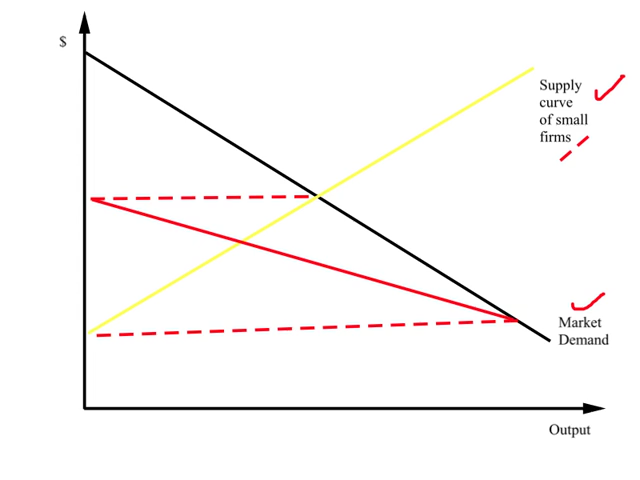 $
Supply
curve
of small
firms
Market
Demand
Output